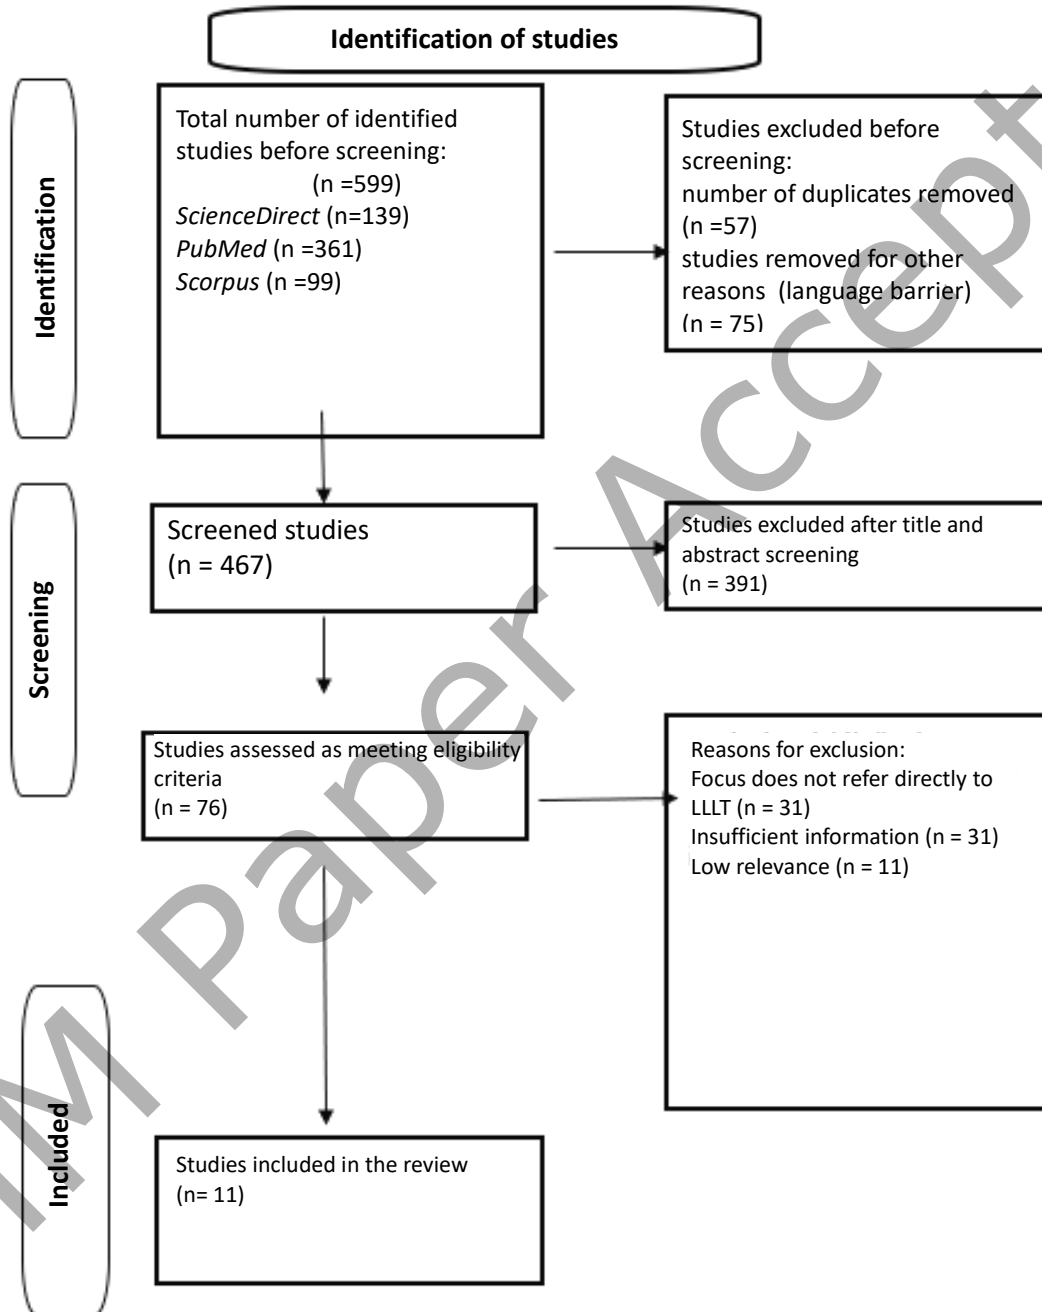 Identification of studies
Identification
Total number of identified
studies before screening:
(n =599)
ScienceDirect (n=139)
PubMed (n =361)
Scorpus (n =99)
Studies excluded before
screening:
number of duplicates removed
(n =57)
studies removed for other
reasons (language barrier)
(n = 75)
Screening
Screened studies
(n = 467)
Studies excluded after title and
abstract screening
(n = 391)
Studies assessed as meeting eligibility
criteria
(n = 76)
Reasons for exclusion:
Focus does not refer directly to
LLLT (n = 31)
Insufficient information (n = 31)
Low relevance (n = 11)
Included
Studies included in the review
(n= 11)
M Paper Accept